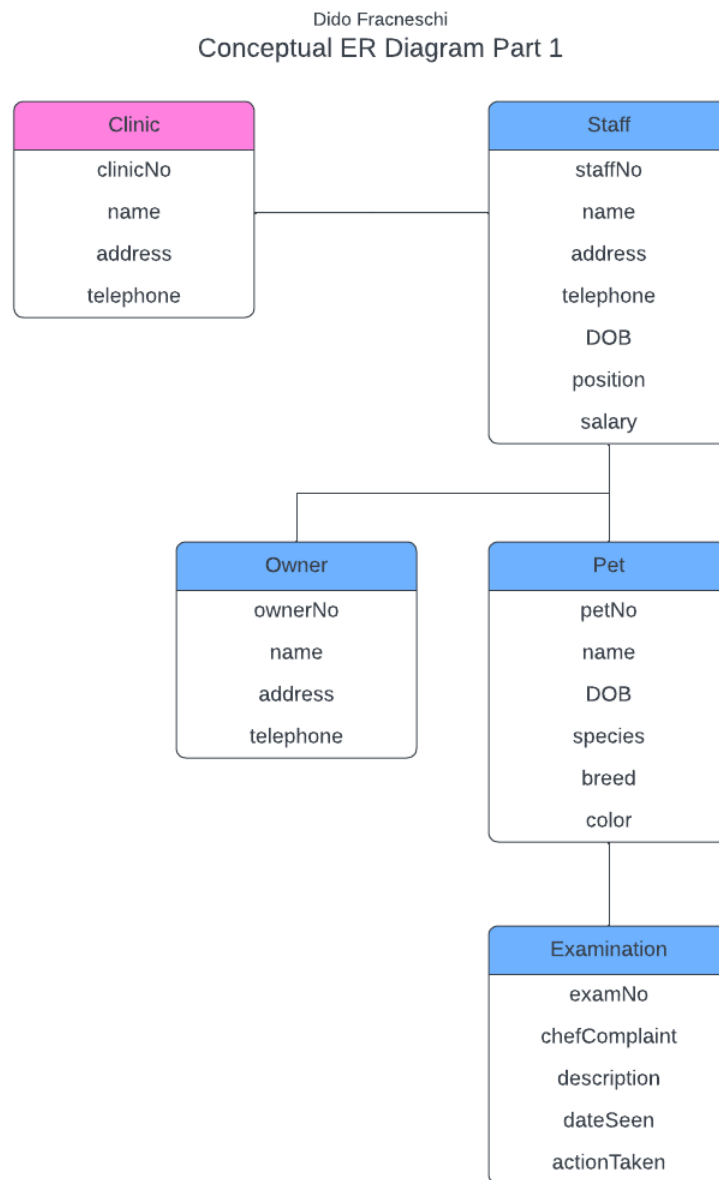 Dido Fracneschi
Conceptual ER Diagram Part 1
Clinic
clinicNo
name
address
telephone
Staff
staffNo
name
address
telephone
DOB
position
salary
Owner
ownerNo
name
address
telephone
Pet
petNo
name
DOB
species
breed
color
Examination
examNo
chefComplaint
description
dateSeen
actionTaken